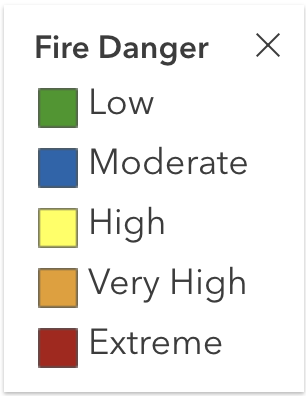 Fire Danger
Low
Moderate
High
Very High
Extreme